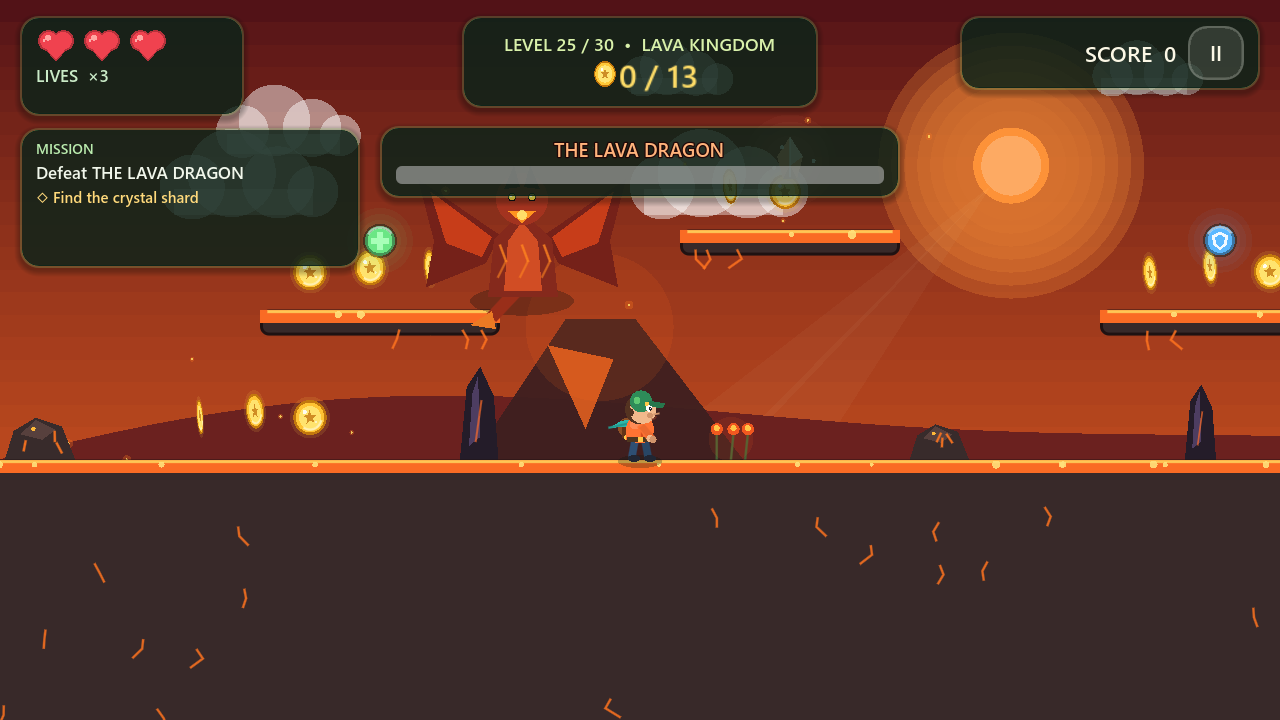 LIVES ×3
LEVEL 25 / 30 • LAVA KINGDOM
0 / 13
SCORE 0
MISSION
Defeat THE LAVA DRAGON
◇ Find the crystal shard
THE LAVA DRAGON